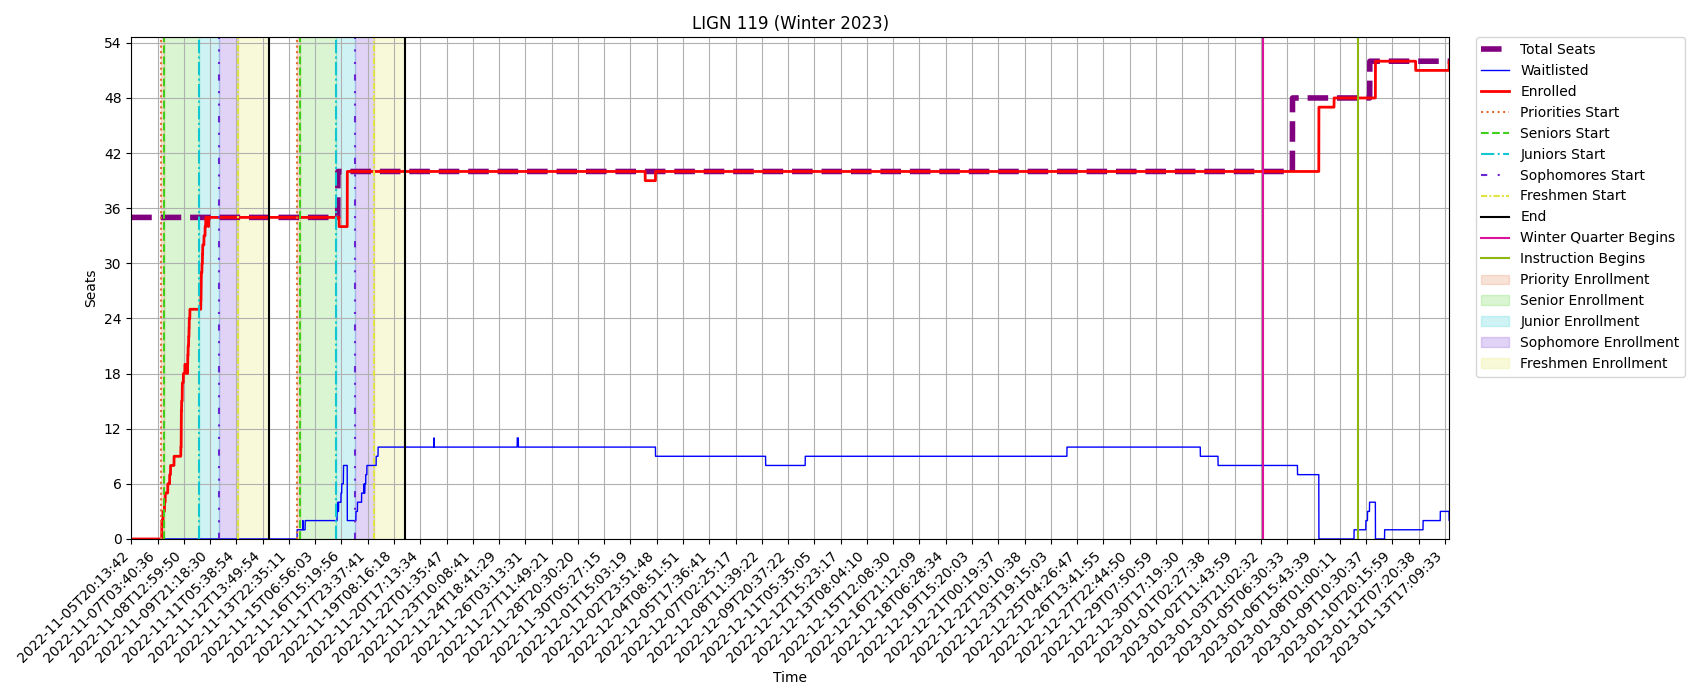 LIGN 119 (Winter 2023)
54
48
42
36
30
24
18
12
6
0
Seats
2022-11-05T20:13:42
2022-11-07T03:40:36
2022-11-08T12:59:50
2022-11-09T21:18:30
2022-11-11T05:38:54
2022-11-12T13:49:54
2022-11-13T22:35:11
2022-11-15T06:56:03
2022-11-16T15:19:56
2022-11-17T23:37:41
2022-11-19T08:16:18
2022-11-20T17:13:34
2022-11-22T01:35:47
2022-11-23T10:08:41
2022-11-24T18:41:29
2022-11-26T03:13:31
2022-11-27T11:49:21
2022-11-28T20:30:20
2022-11-30T05:27:15
2022-12-01T15:03:19
2022-12-02T23:51:48
2022-12-04T08:51:51
2022-12-05T17:36:41
2022-12-07T02:25:17
2022-12-08T11:39:22
2022-12-09T20:37:22
2022-12-11T05:35:05
2022-12-12T15:23:17
2022-12-13T08:04:10
2022-12-15T12:08:30
2022-12-16T21:12:09
2022-12-18T06:28:34
2022-12-19T15:20:03
2022-12-21T00:19:37
2022-12-22T10:10:38
2022-12-23T19:15:03
2022-12-25T04:26:47
2022-12-26T13:41:55
2022-12-27T22:44:50
2022-12-29T07:50:59
2022-12-30T17:19:30
2023-01-01T02:27:38
2023-01-02T11:43:59
2023-01-03T21:02:32
2023-01-05T06:30:33
2023-01-06T15:43:39
2023-01-08T01:00:11
2023-01-09T10:30:37
2023-01-10T20:15:59
2023-01-12T07:20:38
2023-01-13T17:09:33
Time
Total Seats
Waitlisted
Enrolled
Priorities Start
Seniors Start
Juniors Start
Sophomores Start
Freshmen Start
End
Winter Quarter Begins
Instruction Begins
Priority Enrollment
Senior Enrollment
Junior Enrollment
Sophomore Enrollment
Freshmen Enrollment